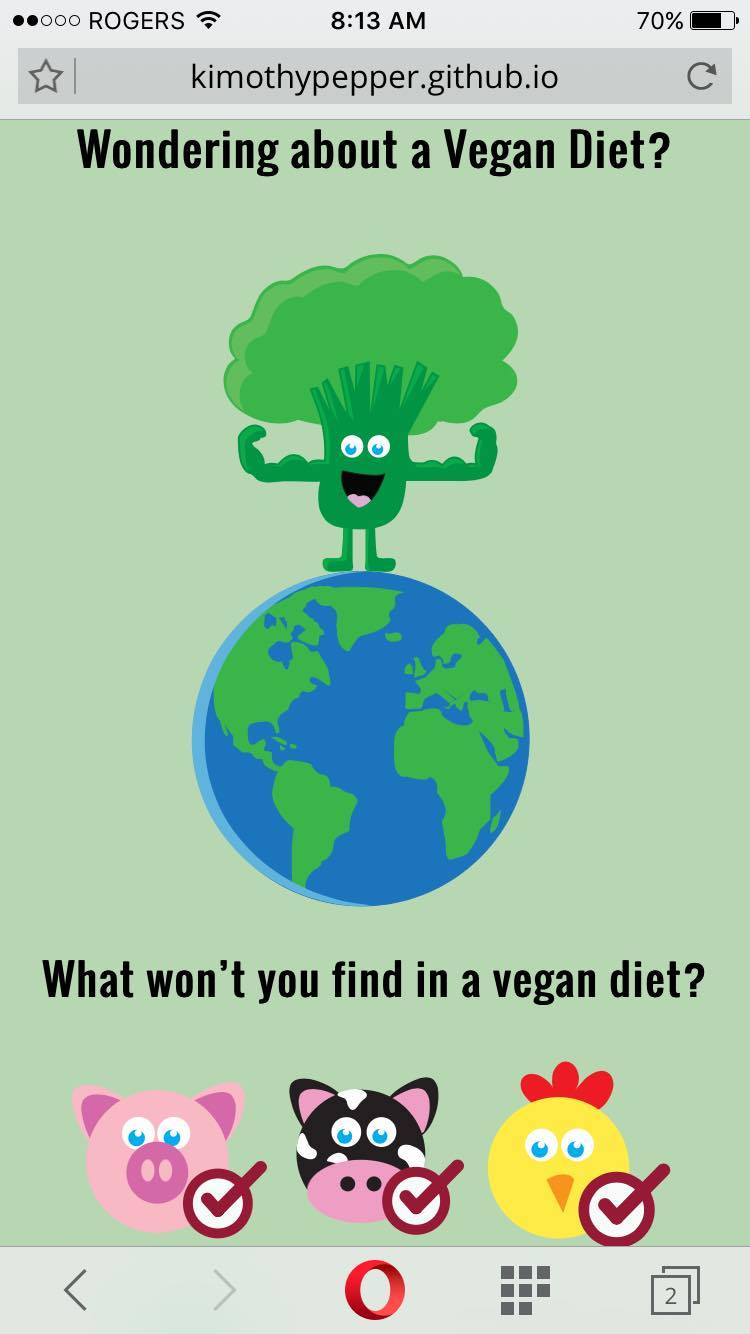 ROGERS 8:13 AM 70%
kimothypepper.github.io
Wondering about a Vegan Diet?
What won’t you find in a vegan diet?
2